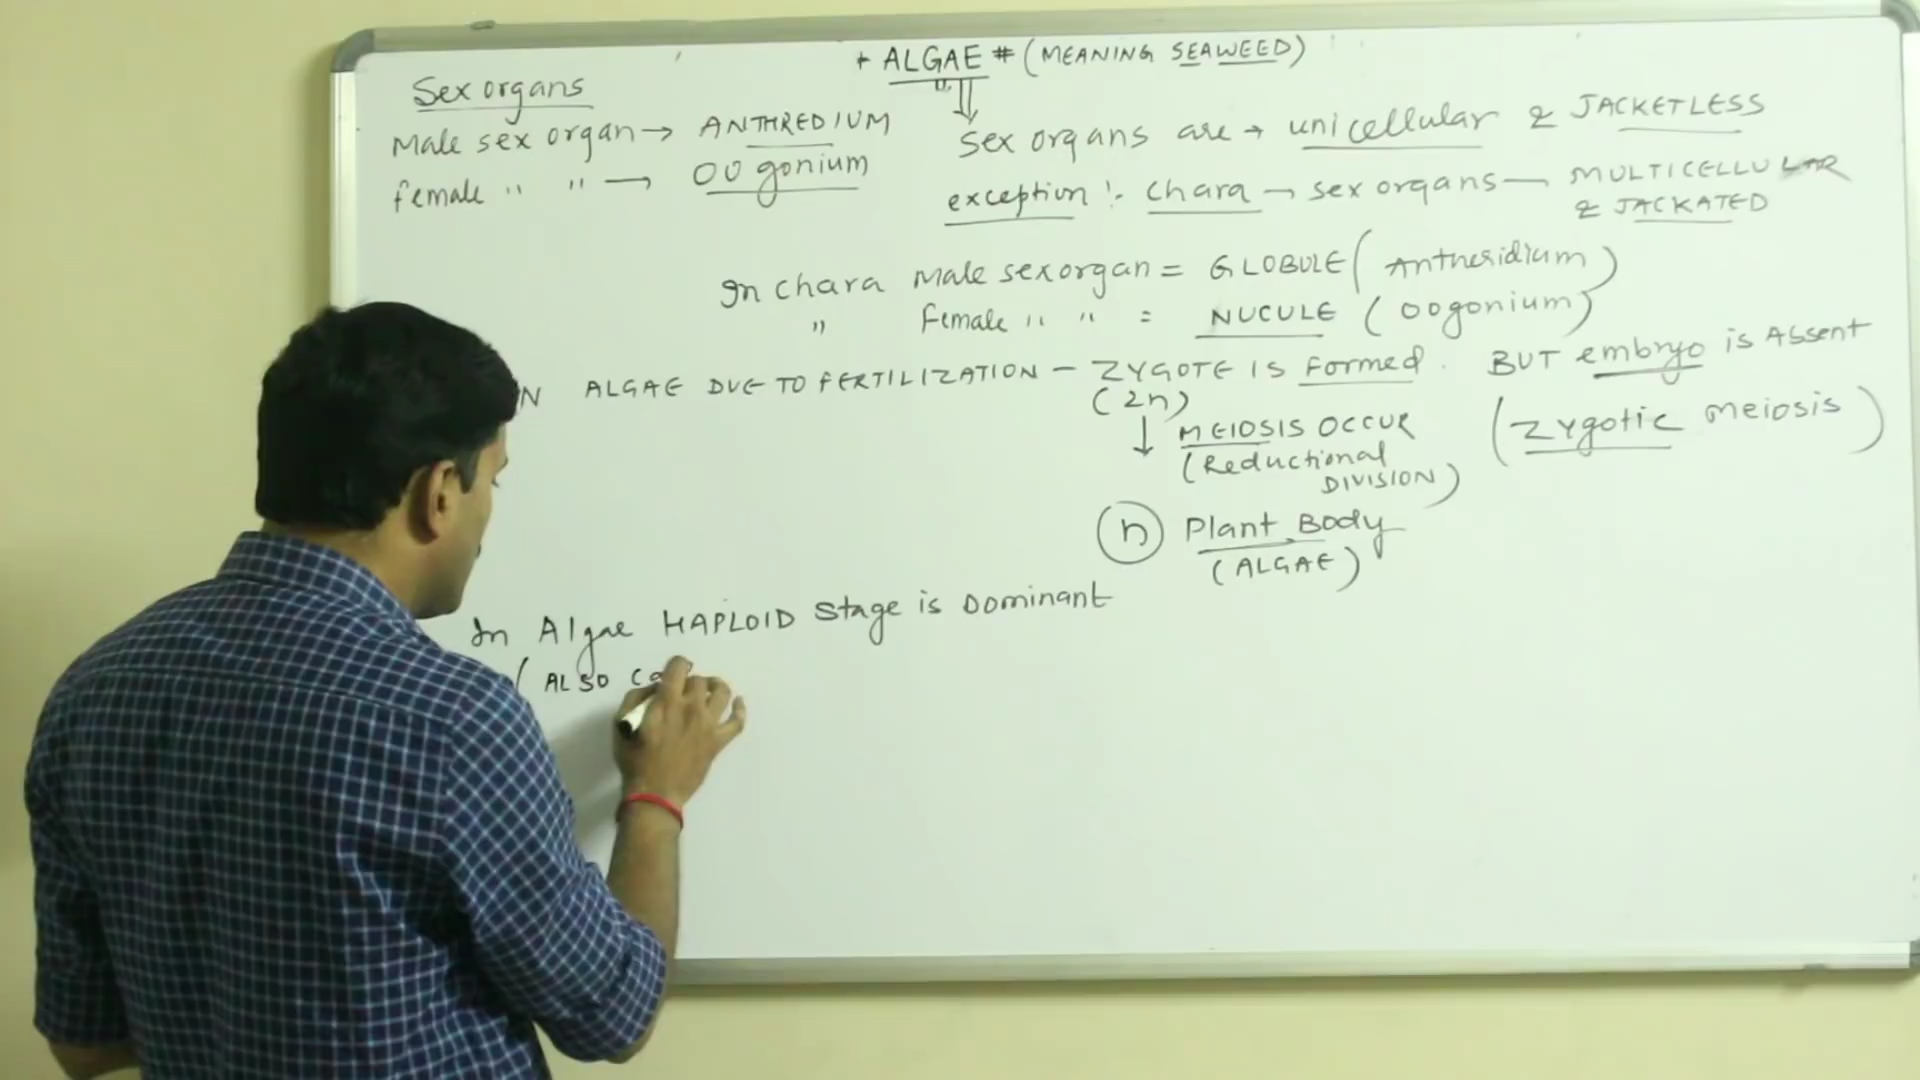 + ALGAE # (MEANING SEAWEED)
Sex organs
Male sex organ → ANTHREDIUM
female " " → OOgonium
Sex organs are → unicellular & JACKETLESS
exception :- chara → sex organs — MULTICELLULAR
& JACKATED
In chara Male sex organ = GLOBULE (Antheridium)
" Female " " = NUCULE (oogonium)
N ALGAE DUE TO FERTILIZATION - ZYGOTE IS formed. BUT embryo is Absent
(2n)
↓ MEIOSIS OCCUR (Zygotic meiosis)
(Reductional
DIVISION)
n Plant Body
(ALGAE)
In Algae HAPLOID Stage is Dominant
( ALSO ca